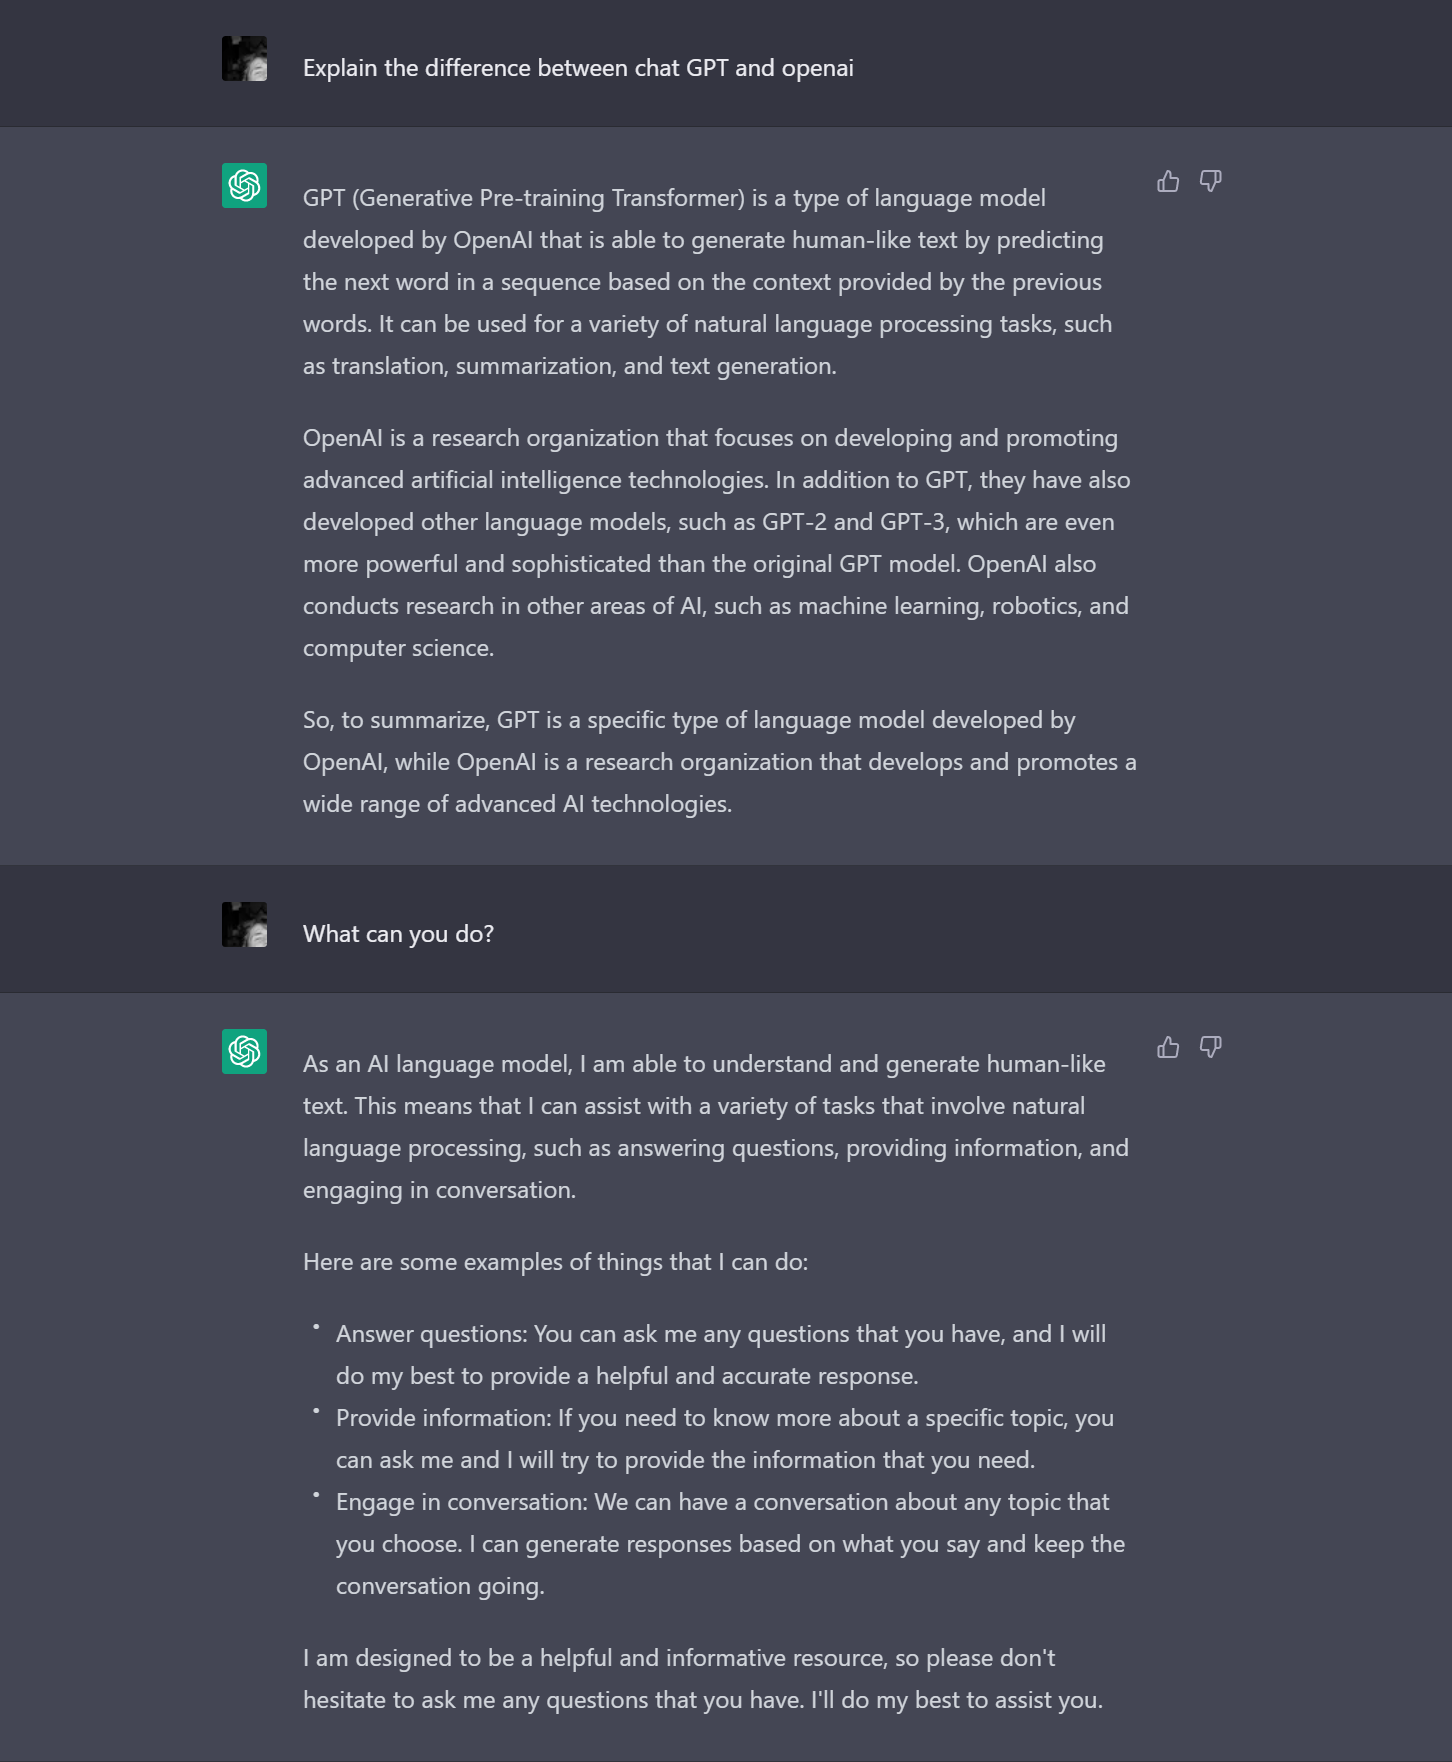 Explain the difference between chat GPT and openai
GPT (Generative Pre-training Transformer) is a type of language model
developed by OpenAI that is able to generate human-like text by predicting
the next word in a sequence based on the context provided by the previous
words. It can be used for a variety of natural language processing tasks, such
as translation, summarization, and text generation.
OpenAI is a research organization that focuses on developing and promoting
advanced artificial intelligence technologies. In addition to GPT, they have also
developed other language models, such as GPT-2 and GPT-3, which are even
more powerful and sophisticated than the original GPT model. OpenAI also
conducts research in other areas of AI, such as machine learning, robotics, and
computer science.
So, to summarize, GPT is a specific type of language model developed by
OpenAI, while OpenAI is a research organization that develops and promotes a
wide range of advanced AI technologies.
What can you do?
As an AI language model, I am able to understand and generate human-like
text. This means that I can assist with a variety of tasks that involve natural
language processing, such as answering questions, providing information, and
engaging in conversation.
Here are some examples of things that I can do:
• Answer questions: You can ask me any questions that you have, and I will
do my best to provide a helpful and accurate response.
• Provide information: If you need to know more about a specific topic, you
can ask me and I will try to provide the information that you need.
• Engage in conversation: We can have a conversation about any topic that
you choose. I can generate responses based on what you say and keep the
conversation going.
I am designed to be a helpful and informative resource, so please don't
hesitate to ask me any questions that you have. I'll do my best to assist you.